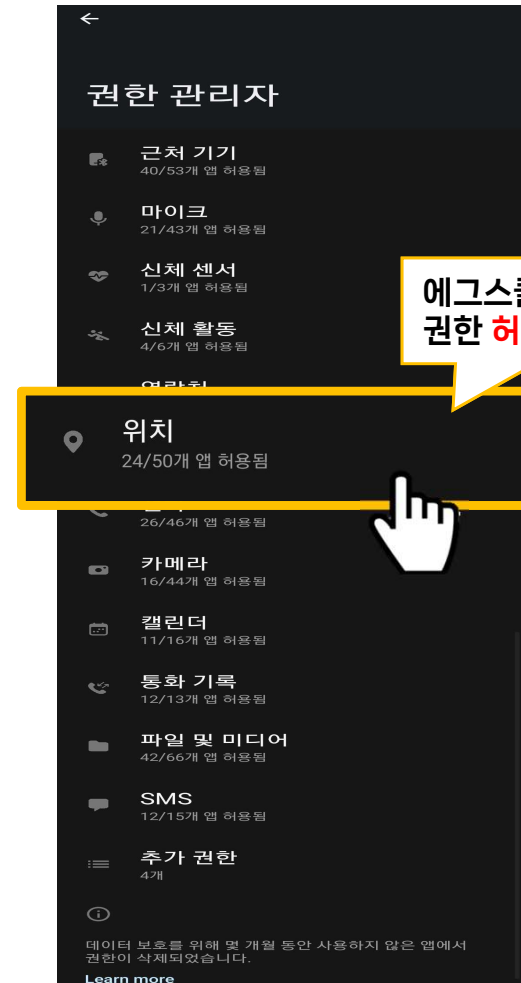 권한 관리자
근처 기기
40/53개 앱 허용됨
마이크
21/43개 앱 허용됨
신체 센서
1/3개 앱 허용됨
신체 활동
4/6개 앱 허용됨
권한
위치
24/50개 앱 허용됨
26/46개 앱 허용됨
카메라
16/44개 앱 허용됨
캘린더
11/16개 앱 허용됨
통화 기록
12/13개 앱 허용됨
파일 및 미디어
42/66개 앱 허용됨
SMS
12/15개 앱 허용됨
추가 권한
4개
데이터 보호를 위해 몇 개월 동안 사용하지 않은 앱에서
권한이 삭제되었습니다.
Learn more